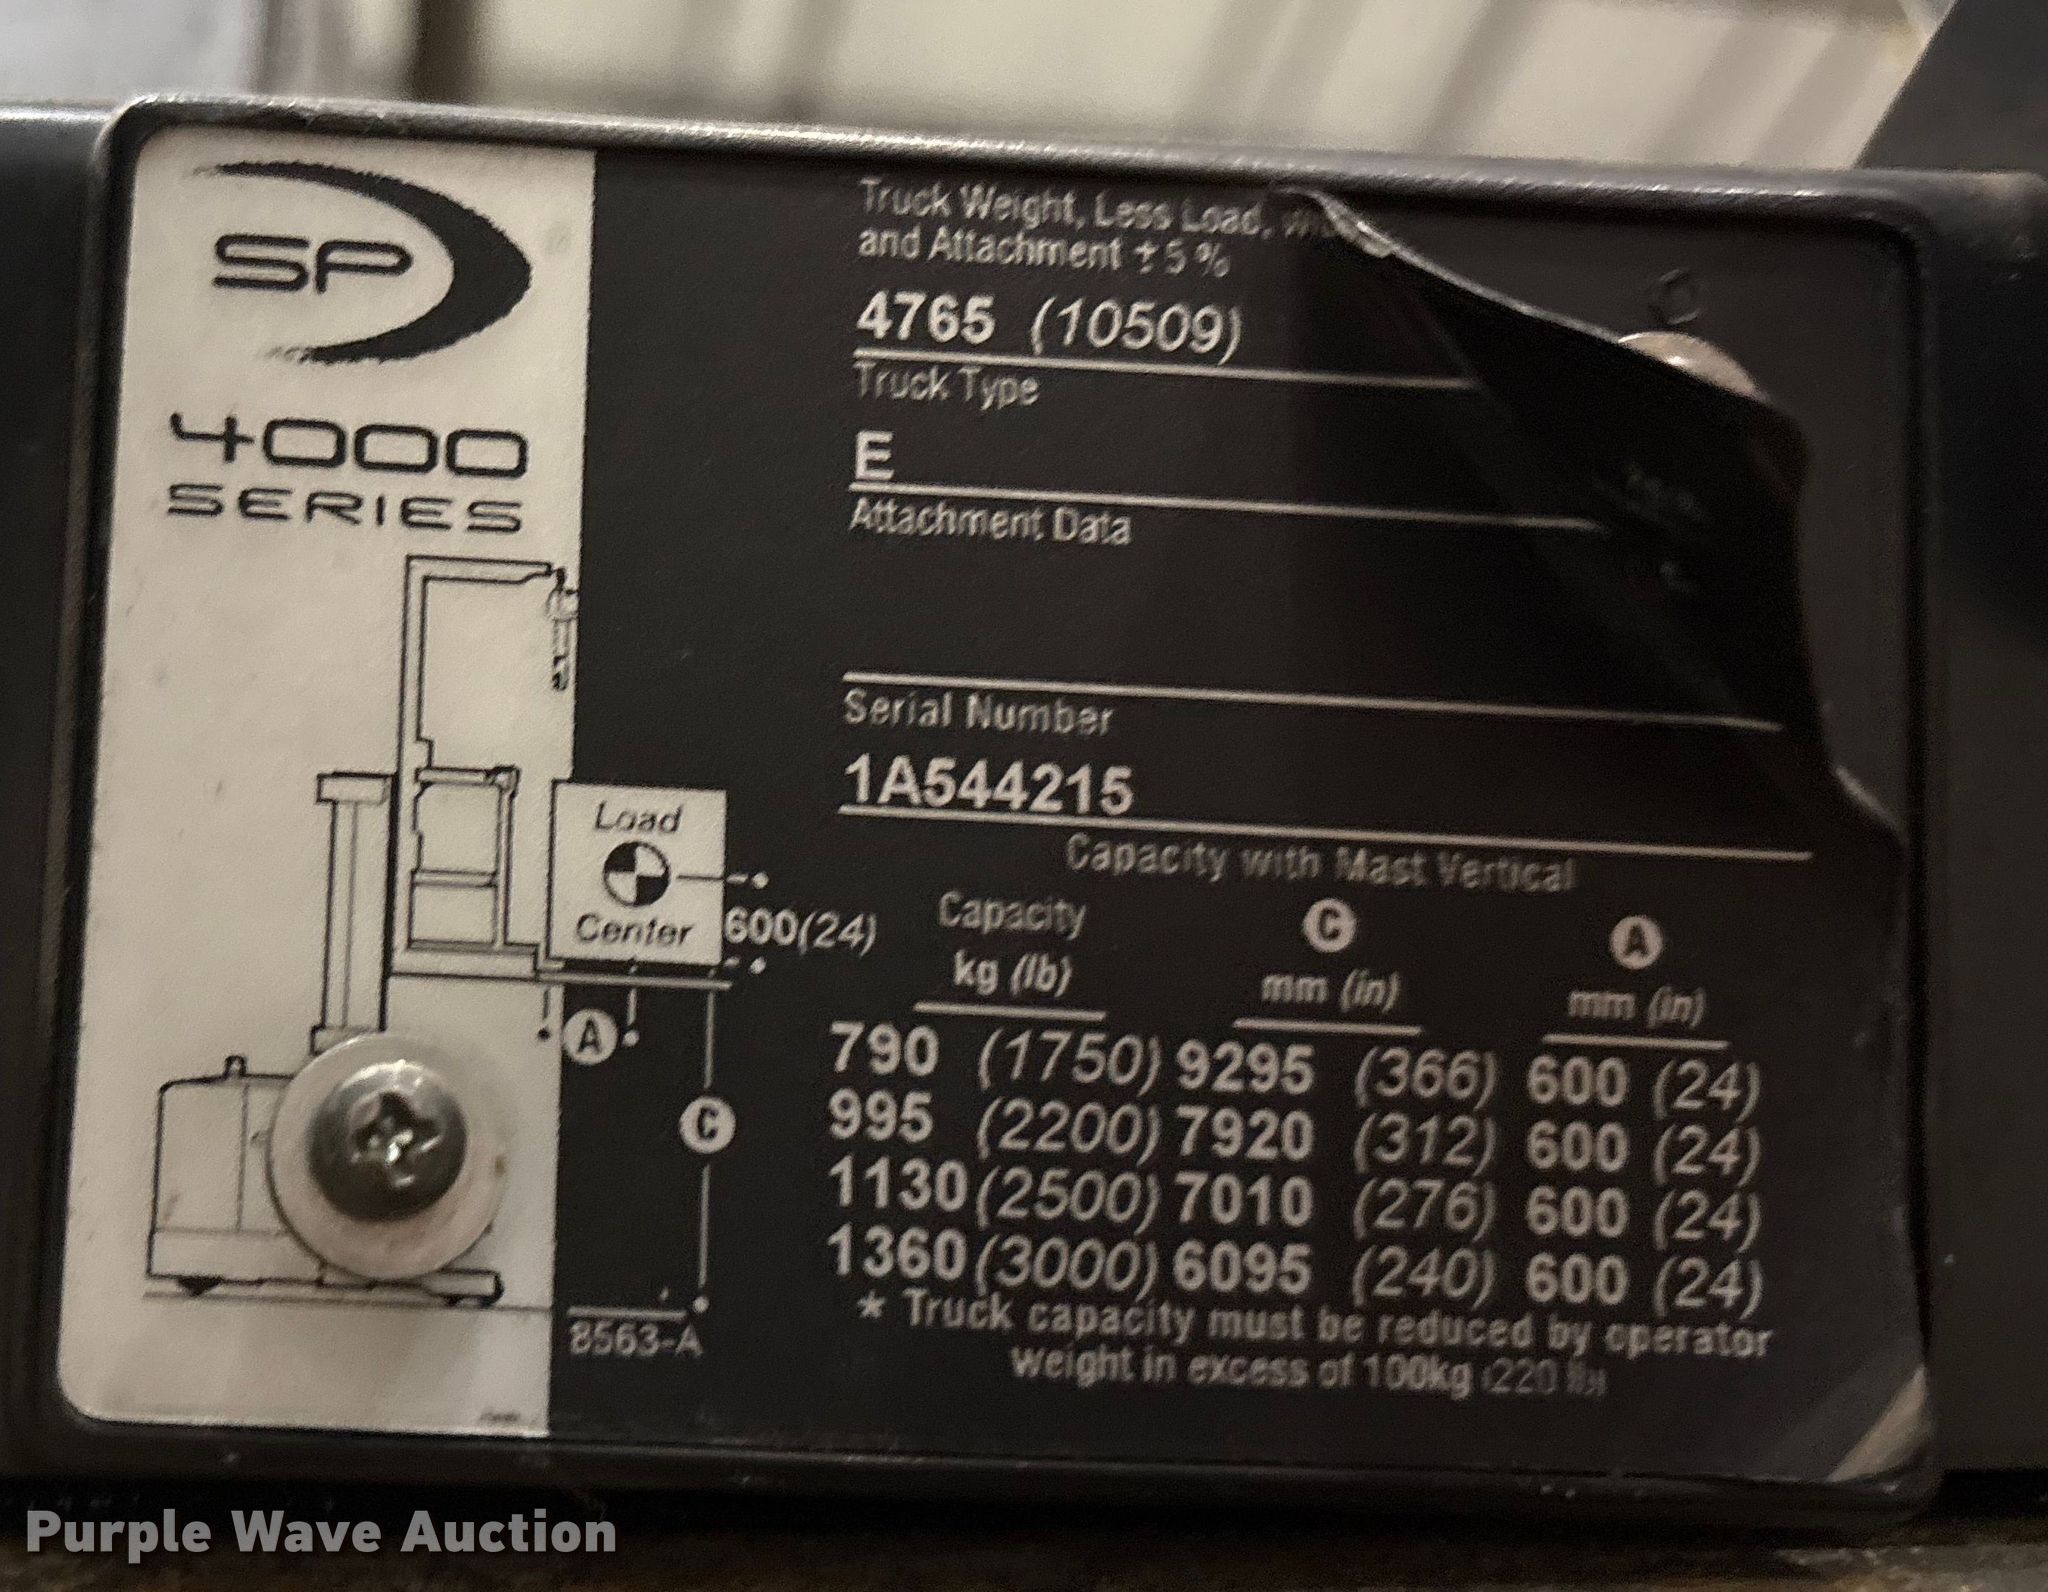 SP
4000
SERIES
Load
Center
600(24)
A
C
8563-A
Truck Weight, Less Load,
and Attachment ± 5 %
4765 (10509)
Truck Type
E
Attachment Data
Serial Number
1A544215
Capacity with Mast Vertical
Capacity C A
kg (lb) mm (in) mm (in)
790 (1750) 9295 (366) 600 (24)
995 (2200) 7920 (312) 600 (24)
1130 (2500) 7010 (276) 600 (24)
1360 (3000) 6095 (240) 600 (24)
* Truck capacity must be reduced by operator
weight in excess of 100kg (220 lb)
Purple Wave Auction